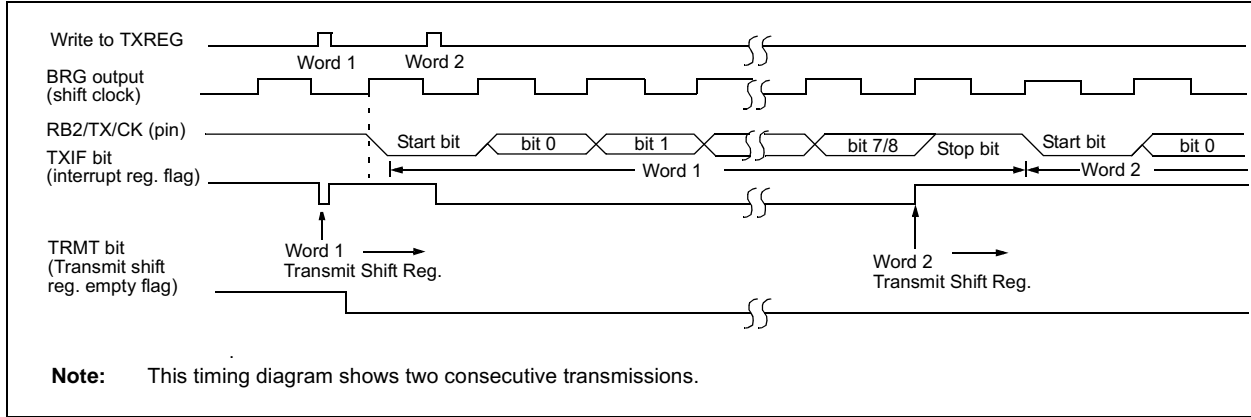 Write to TXREG
Word 1
Word 2
BRG output
(shift clock)
RB2/TX/CK (pin)
Start bit
bit 0
bit 1
bit 7/8
Stop bit
Start bit
bit 0
TXIF bit
(interrupt reg. flag)
Word 1
Word 2
TRMT bit
(Transmit shift
reg. empty flag)
Word 1
Transmit Shift Reg.
Word 2
Transmit Shift Reg.
Note: This timing diagram shows two consecutive transmissions.